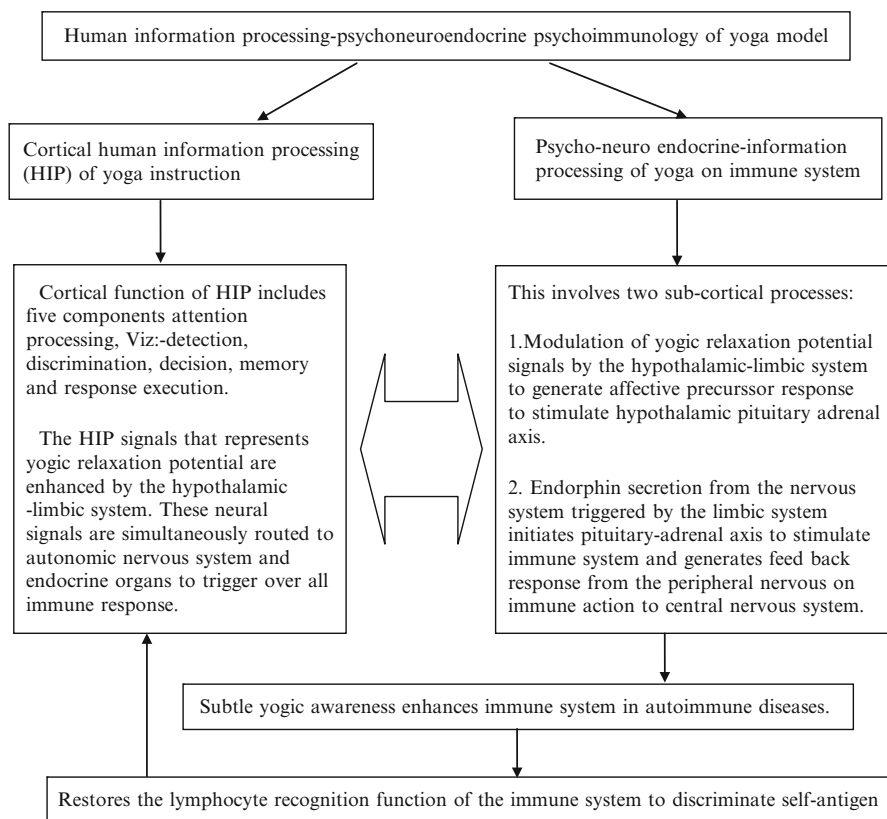 Human information processing-psychoneuroendocrine psychoimmunology of yoga model
Cortical human information processing
(HIP) of yoga instruction
Psycho-neuro endocrine-information
processing of yoga on immune system
Cortical function of HIP includes
five components attention
processing, Viz:-detection,
discrimination, decision, memory
and response execution.
The HIP signals that represents
yogic relaxation potential are
enhanced by the hypothalamic
-limbic system. These neural
signals are simultaneously routed to
autonomic nervous system and
endocrine organs to trigger over all
immune response.
This involves two sub-cortical processes:
1.Modulation of yogic relaxation potential
signals by the hypothalamic-limbic system
to generate affective precurssor response
to stimulate hypothalamic pituitary adrenal
axis.
2. Endorphin secretion from the nervous
system triggered by the limbic system
initiates pituitary-adrenal axis to stimulate
immune system and generates feed back
response from the peripheral nervous on
immune action to central nervous system.
Subtle yogic awareness enhances immune system in autoimmune diseases.
Restores the lymphocyte recognition function of the immune system to discriminate self-antigen